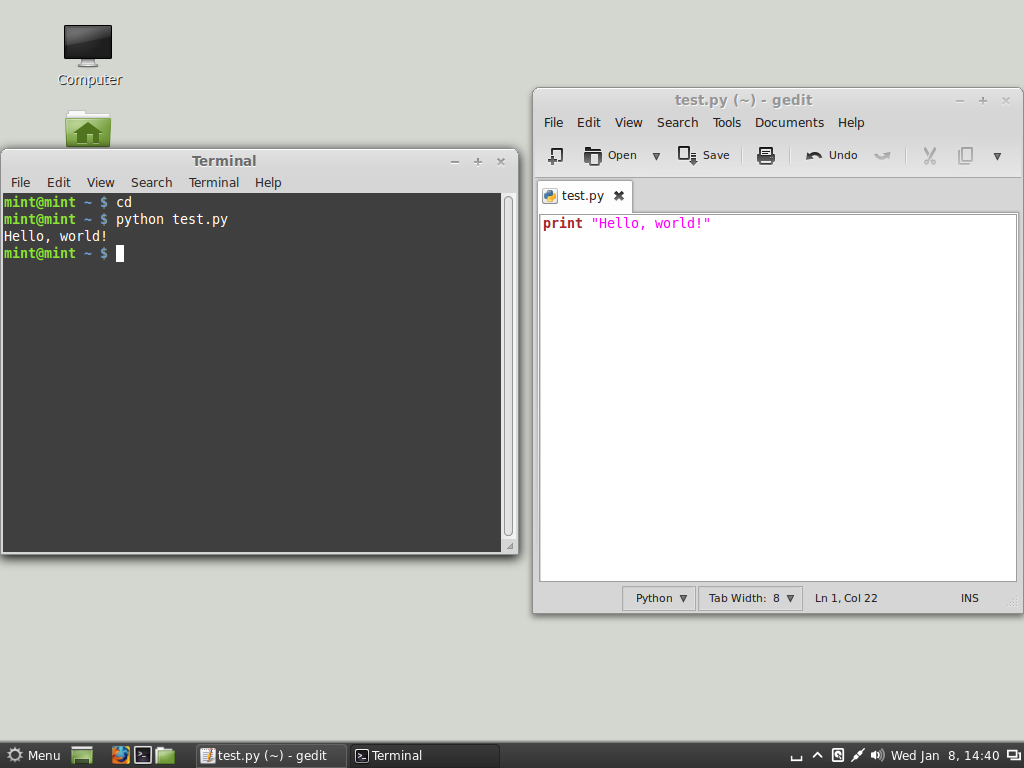 Computer
test.py (~) - gedit
File Edit View Search Tools Documents Help
Open Save Undo
test.py
print "Hello, world!"
Python Tab Width: 8 Ln 1, Col 22 INS
Terminal
File Edit View Search Terminal Help
mint@mint ~ $ cd
mint@mint ~ $ python test.py
Hello, world!
mint@mint ~ $
Menu test.py (~) - gedit Terminal Wed Jan 8, 14:40